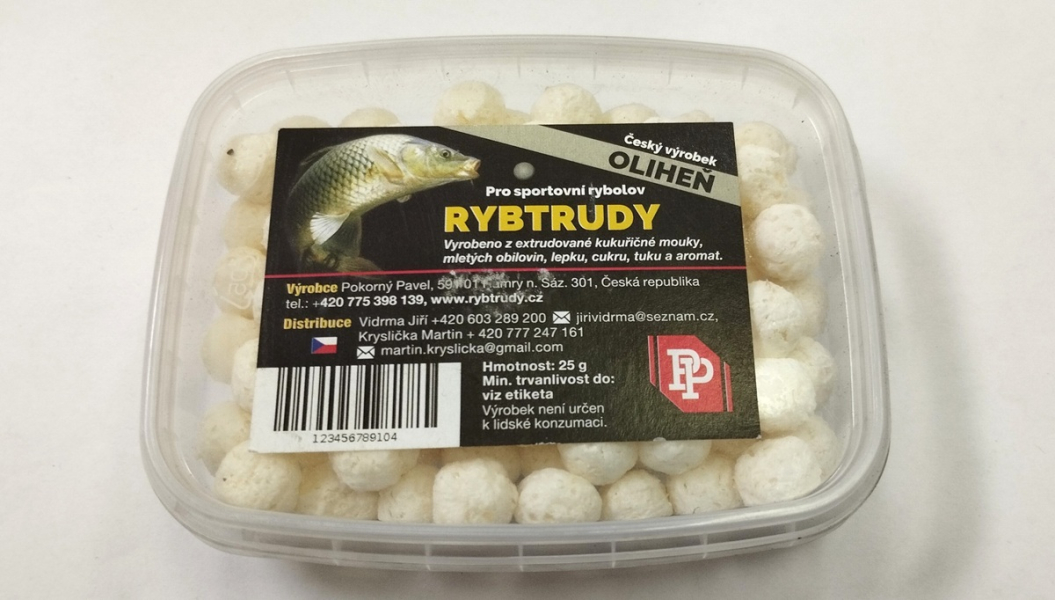 Český výrobek
OLIHEŇ
Pro sportovní rybolov
RYBTRUDY
Vyrobeno z extrudované kukuřičné mouky,
mletých obilovin, lepku, cukru, tuku a aromat.
Výrobce Pokorný Pavel, 591 01 Hamry n. Sáz. 301, Česká republika
tel.: +420 775 398 139, www.rybtrudy.cz
Distribuce Vidrma Jiří +420 603 289 200 jirividrma@seznam.cz,
Kryslička Martin + 420 777 247 161
martin.kryslicka@gmail.com
PP
Hmotnost: 25 g
Min. trvanlivost do:
viz etiketa
Výrobek není určen
k lidské konzumaci.
123456789104